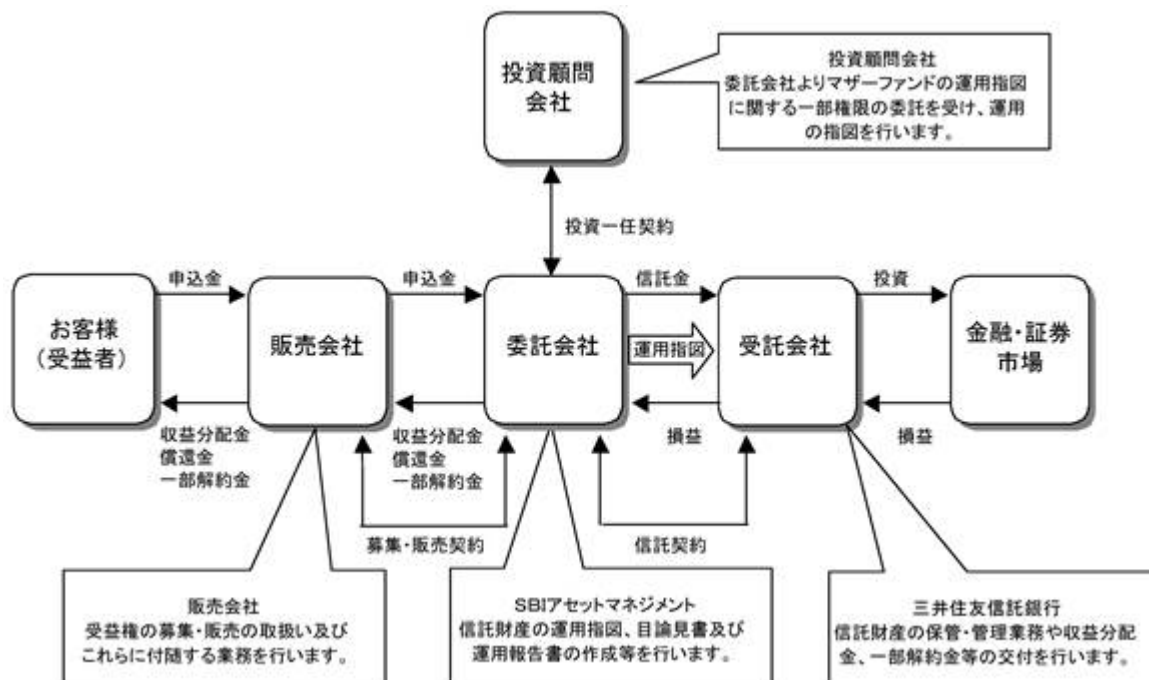 投資顧問
会社
投資顧問会社
委託会社よりマザーファンドの運用指図
に関する一部権限の委託を受け、運用
の指図を行います。
投資一任契約
申込金
申込金
信託金
投資
お客様
（受益者）
販売会社
委託会社
運用指図
受託会社
金融・証券
市場
収益分配金
償還金
一部解約金
収益分配金
償還金
一部解約金
損益
損益
募集・販売契約
信託契約
販売会社
受益権の募集・販売の取扱い及び
これらに付随する業務を行います。
SBIアセットマネジメント
信託財産の運用指図、目論見書及び
運用報告書の作成等を行います。
三井住友信託銀行
信託財産の保管・管理業務や収益分配
金、一部解約金等の交付を行います。